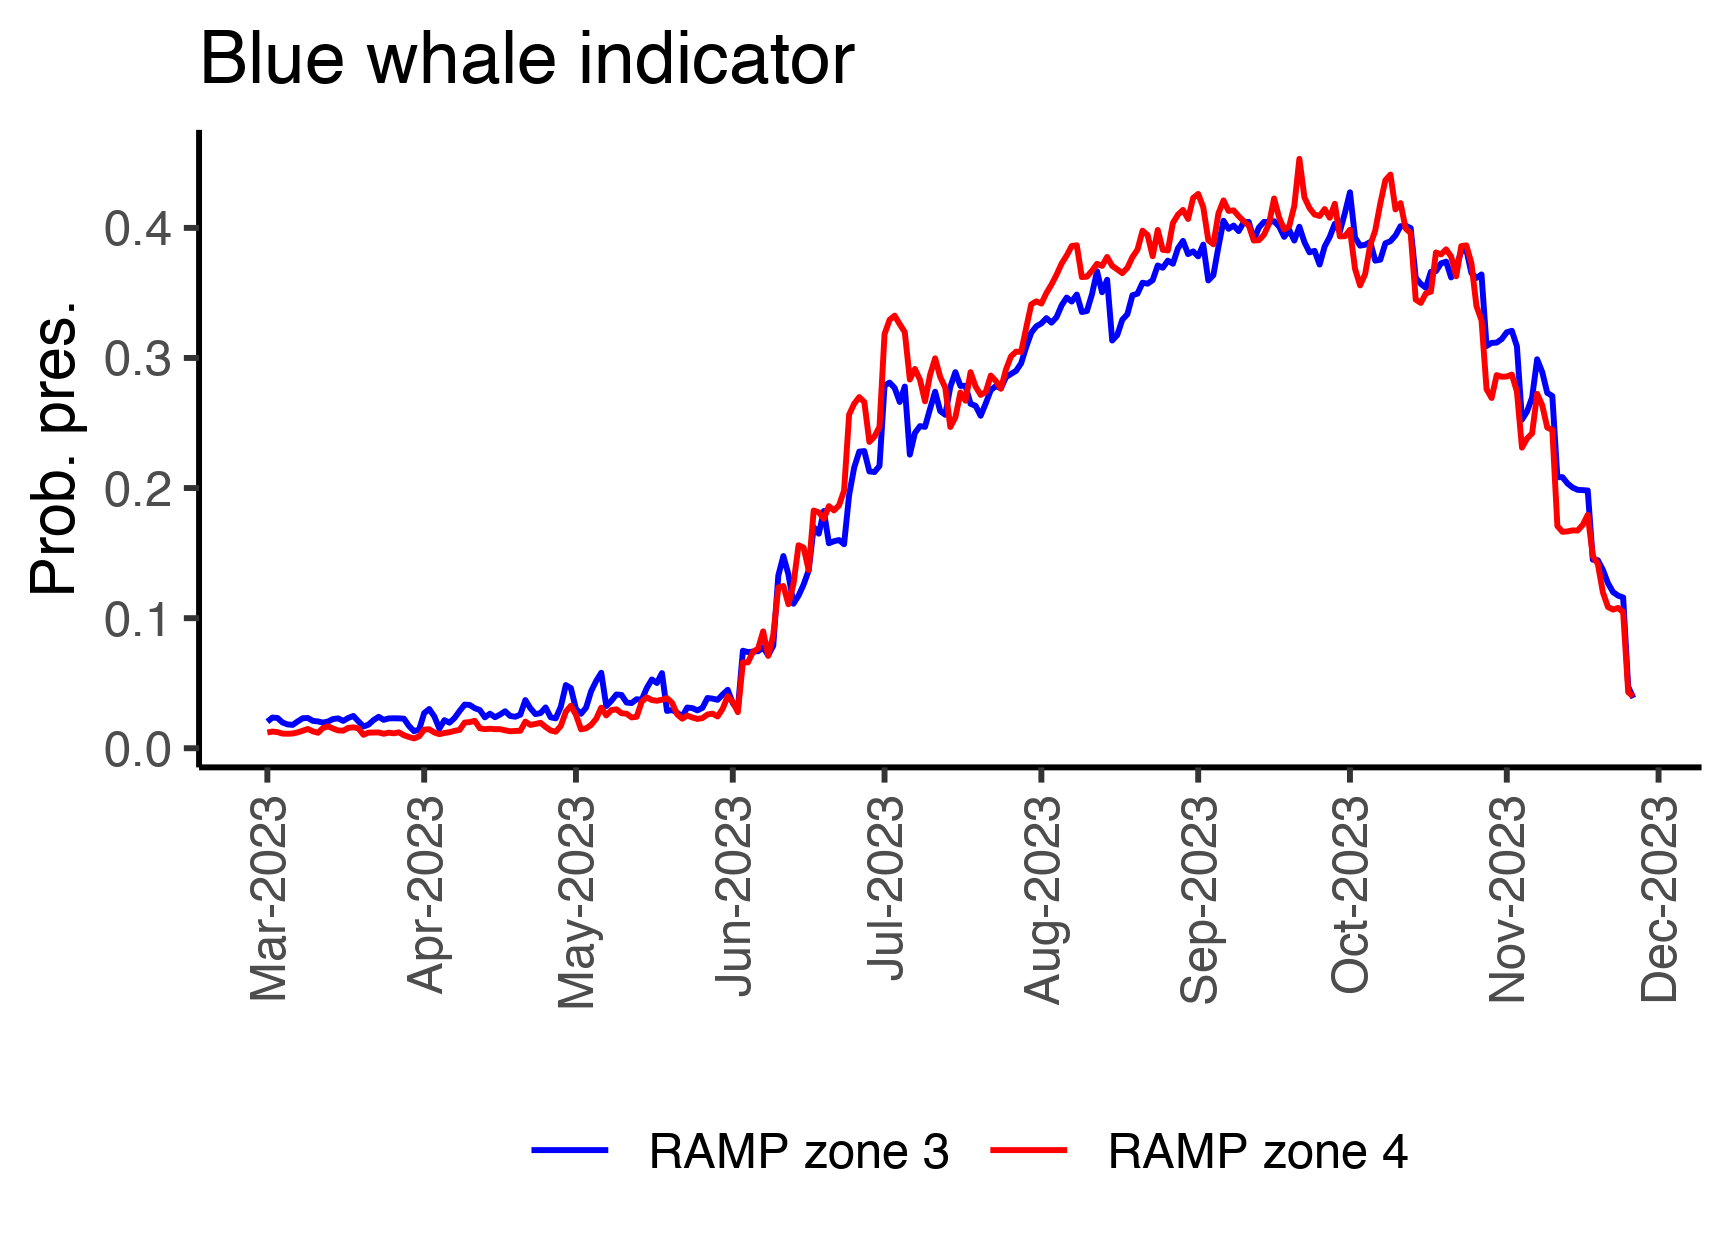 Blue whale indicator
Prob. pres.
0.4
0.3
0.2
0.1
0.0
Mar-2023
Apr-2023
May-2023
Jun-2023
Jul-2023
Aug-2023
Sep-2023
Oct-2023
Nov-2023
Dec-2023
RAMP zone 3
RAMP zone 4